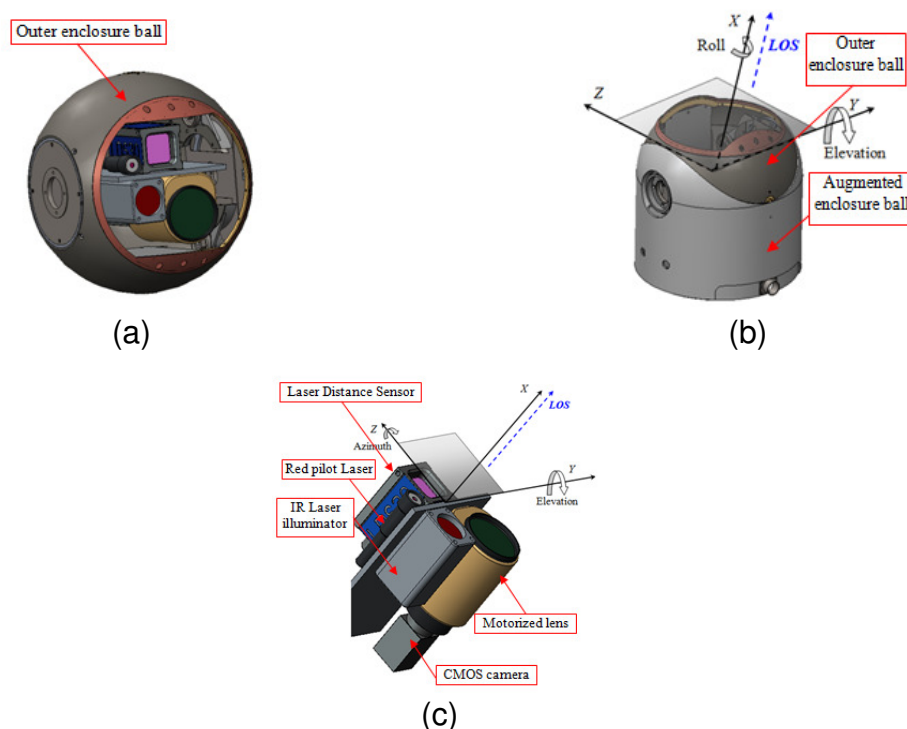 Outer enclosure ball
(a)
X
Roll
LOS
Outer
enclosure ball
Z
Y
Elevation
Augmented
enclosure ball
(b)
Laser Distance Sensor
X
LOS
Z
Azimuth
Red pilot Laser
Y
Elevation
IR Laser
illuminator
Motorized lens
CMOS camera
(c)